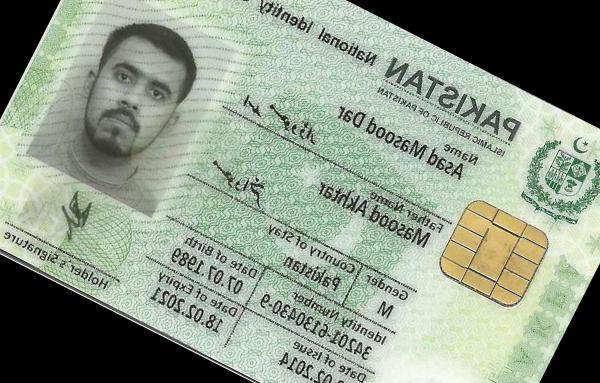 PAKISTAN National Identity
ISLAMIC REPUBLIC OF PAKISTAN
Name
Asad Masood Dar
Father Name
Masood Akhtar
Gender
Country of Stay
M
Pakistan
Identity Number
Date of Birth
34201-6130430-9
07.07.1989
Date of Issue
Date of Expiry
.02.2014
18.02.2021
Holder's Signature